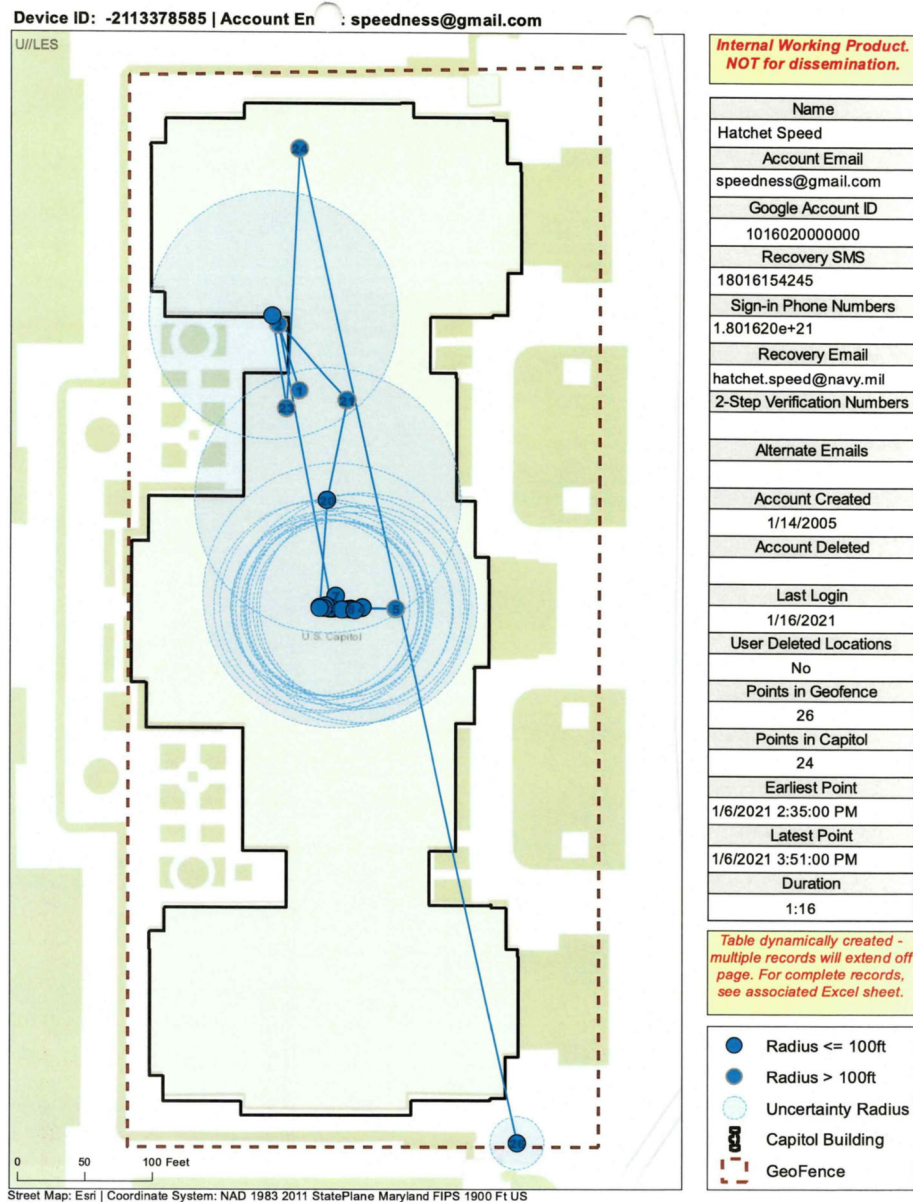 Device ID: -2113378585 | Account En : speedness@gmail.com
U//LES
Internal Working Product.
NOT for dissemination.
Name
Hatchet Speed
Account Email
speedness@gmail.com
Google Account ID
1016020000000
Recovery SMS
18016154245
Sign-in Phone Numbers
1.801620e+21
Recovery Email
hatchet.speed@navy.mil
2-Step Verification Numbers
Alternate Emails
Account Created
1/14/2005
Account Deleted
Last Login
1/16/2021
User Deleted Locations
No
Points in Geofence
26
Points in Capitol
24
Earliest Point
1/6/2021 2:35:00 PM
Latest Point
1/6/2021 3:51:00 PM
Duration
1:16
Table dynamically created -
multiple records will extend off
page. For complete records,
see associated Excel sheet.
Radius <= 100ft
Radius > 100ft
Uncertainty Radius
Capitol Building
GeoFence
24
1
23
21
20
7
5
U.S. Capitol
0 50 100 Feet
Street Map: Esri | Coordinate System: NAD 1983 2011 StatePlane Maryland FIPS 1900 Ft US